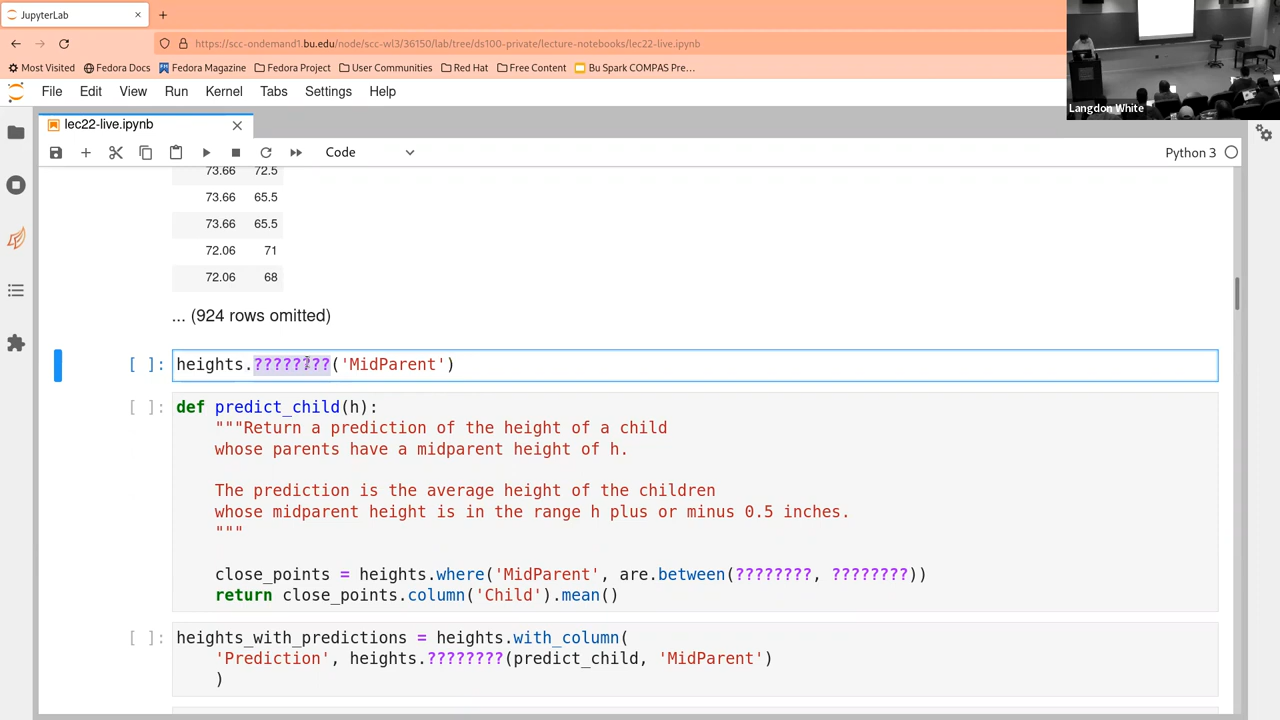 JupyterLab
https://scc-ondemand1.bu.edu/node/scc-wl3/36150/lab/tree/ds100-private/lecture-notebooks/lec22-live.ipynb
Most Visited Fedora Docs Fedora Magazine Fedora Project User Communities Red Hat Free Content Bu Spark COMPAS Pre…
Langdon White
File Edit View Run Kernel Tabs Settings Help
lec22-live.ipynb
Code Python 3
73.66 72.5
73.66 65.5
73.66 65.5
72.06 71
72.06 68
... (924 rows omitted)
[ ]: heights.????????('MidParent')
[ ]: def predict_child(h):
"""Return a prediction of the height of a child
whose parents have a midparent height of h.
The prediction is the average height of the children
whose midparent height is in the range h plus or minus 0.5 inches.
"""
close_points = heights.where('MidParent', are.between(????????, ????????))
return close_points.column('Child').mean()
[ ]: heights_with_predictions = heights.with_column(
'Prediction', heights.????????(predict_child, 'MidParent')
)